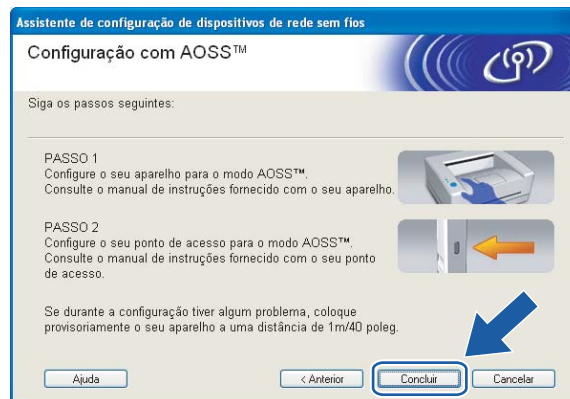 Assistente de configuração de dispositivos de rede sem fios
Configuração com AOSS™
Siga os passos seguintes:
PASSO 1
Configure o seu aparelho para o modo AOSS™.
Consulte o manual de instruções fornecido com o seu aparelho.
PASSO 2
Configure o seu ponto de acesso para o modo AOSS™.
Consulte o manual de instruções fornecido com o seu ponto
de acesso.
Se durante a configuração tiver algum problema, coloque
provisoriamente o seu aparelho a uma distância de 1m/40 poleg.
Ajuda < Anterior Concluir Cancelar